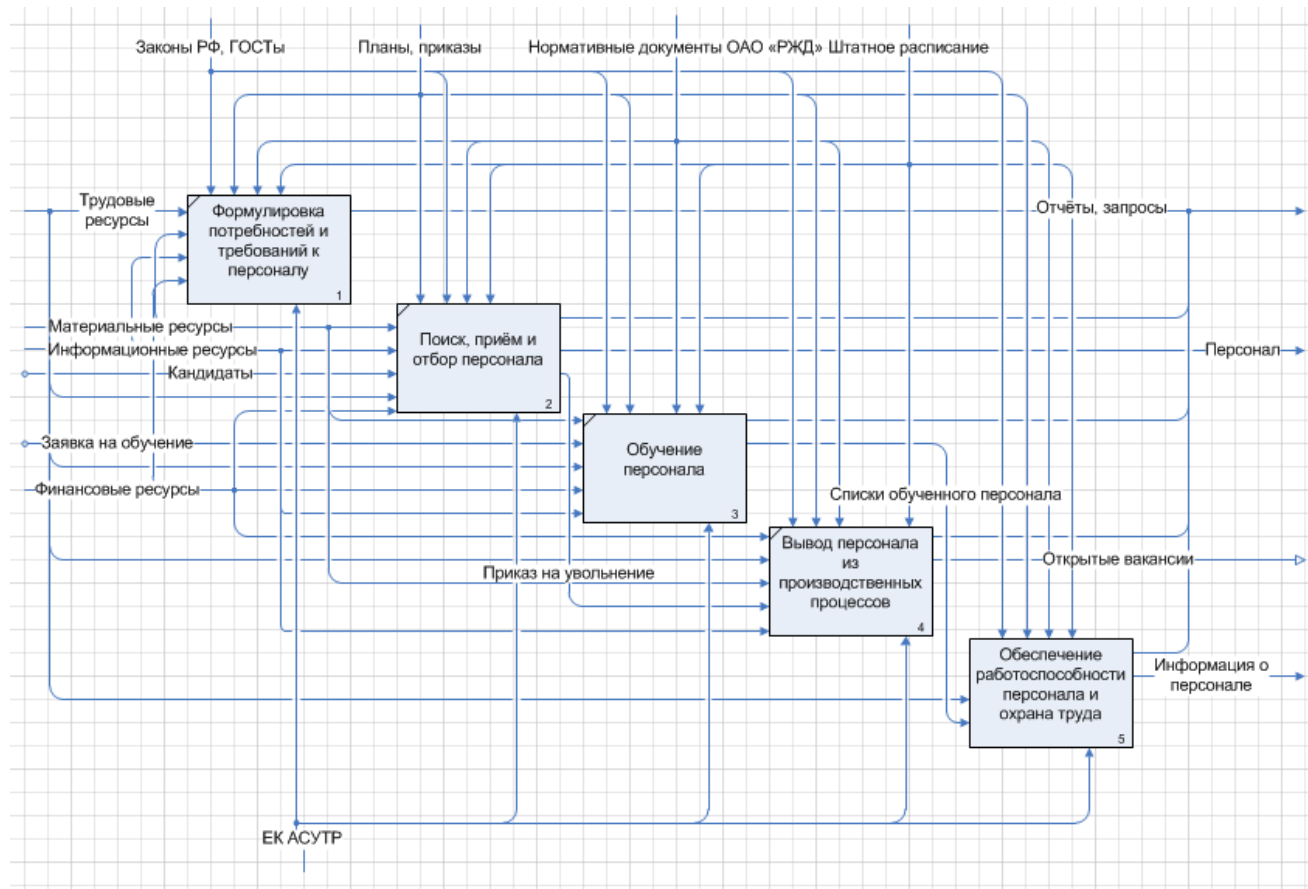 Законы РФ, ГОСТы
Планы, приказы
Нормативные документы ОАО «РЖД»
Штатное расписание
Трудовые
ресурсы
Формулировка
потребностей и
требований к
персоналу
1
Отчёты, запросы
Материальные ресурсы
Информационные ресурсы
Кандидаты
Поиск, приём и
отбор персонала
2
Персонал
Заявка на обучение
Финансовые ресурсы
Обучение
персонала
3
Списки обученного персонала
Приказ на увольнение
Вывод персонала
из
производственных
процессов
4
Открытые вакансии
Обеспечение
работоспособности
персонала и
охрана труда
5
Информация о
персонале
ЕК АСУТР